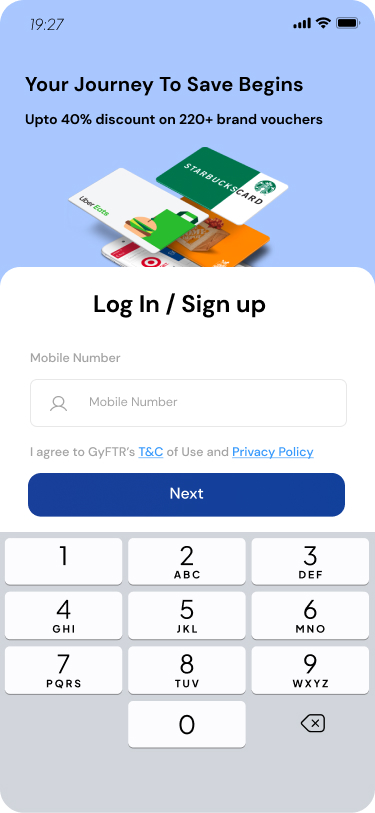 19:27
Your Journey To Save Begins
Upto 40% discount on 220+ brand vouchers
STARBUCKS CARD
Uber Eats
Log In / Sign up
Mobile Number
Mobile Number
I agree to GyFTR's T&C of Use and Privacy Policy
Next
1 2 3
ABC DEF
4 5 6
GHI JKL MNO
7 8 9
PQRS TUV WXYZ
0